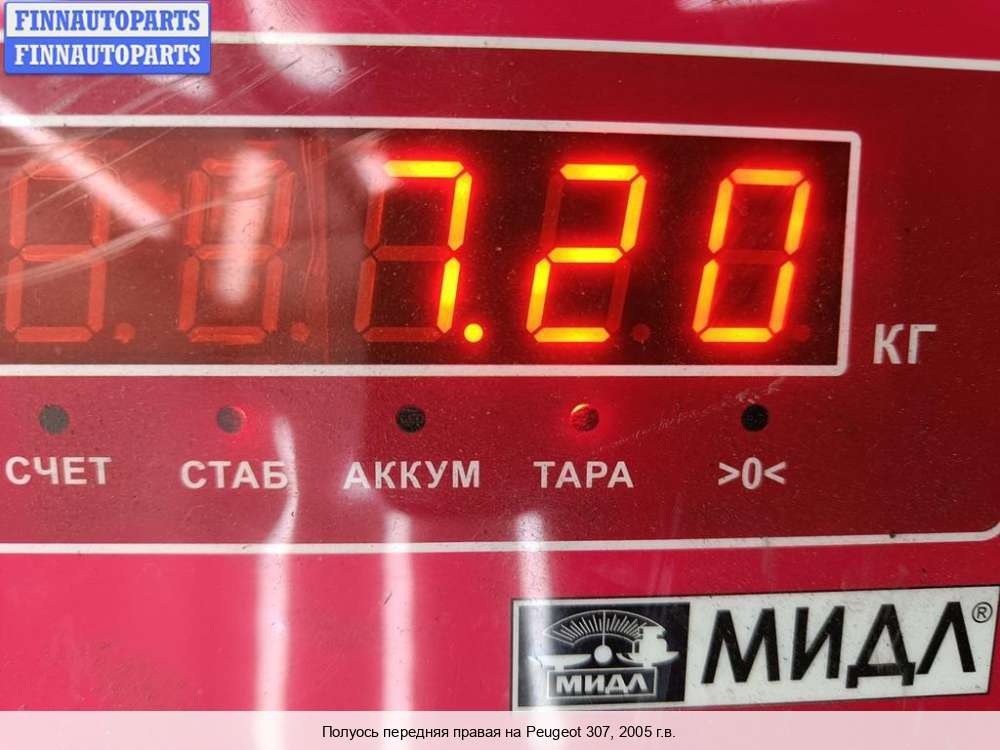 FINNAUTOPARTS
FINNAUTOPARTS
7.20
КГ
СЧЕТ СТАБ АККУМ ТАРА >0<
МИДЛ МИДЛ®
Полуось передняя правая на Peugeot 307, 2005 г.в.